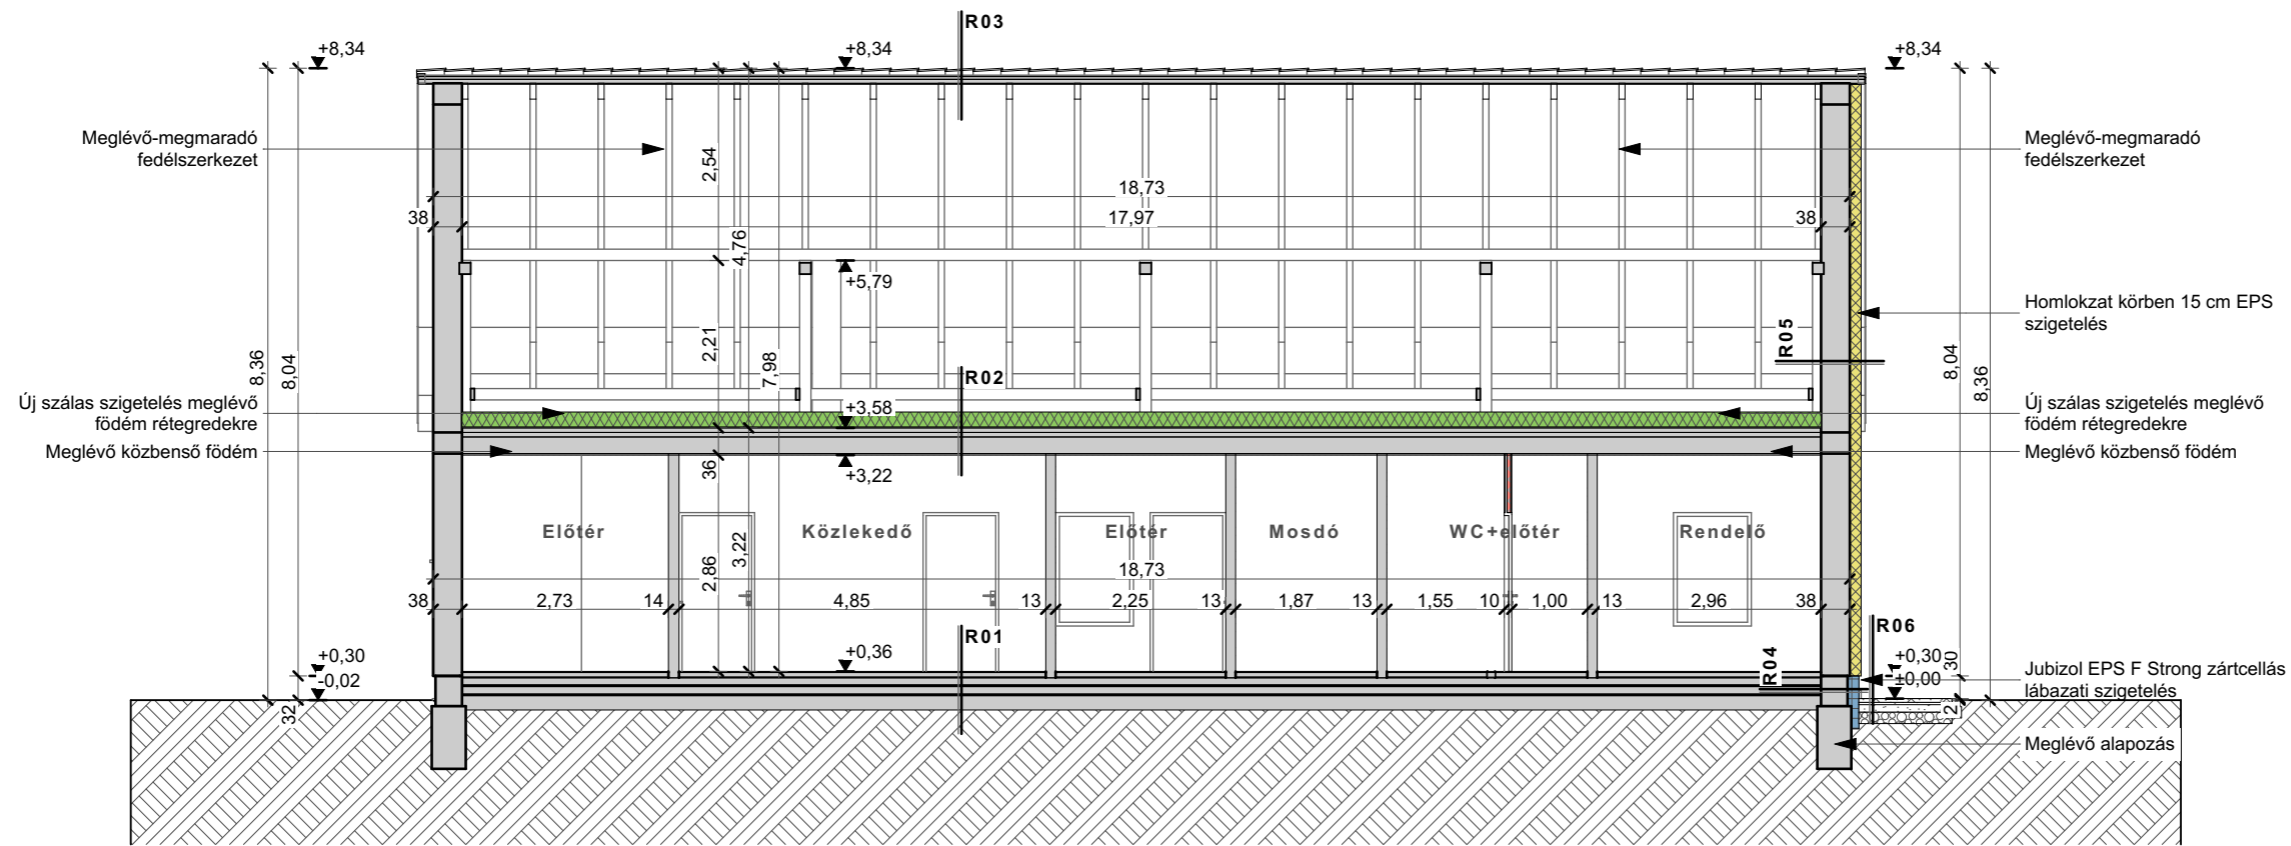 R03
+8,34
+8,34
+8,34
Meglévő-megmaradó
fedélszerkezet
Meglévő-megmaradó
fedélszerkezet
2,54
18,73
38
17,97
38
4,76
+5,79
Homlokzat körben 15 cm EPS
szigetelés
R05
8,36
8,04
2,21
7,98
8,04
8,36
R02
Új szálas szigetelés meglévő
födém rétegredekre
+3,58
Új szálas szigetelés meglévő
födém rétegredekre
Meglévő közbenső födém
36
+3,22
Meglévő közbenső födém
Előtér
Közlekedő
Előtér
Mosdó
WC+előtér
Rendelő
2,86
3,22
18,73
38
2,73
14
4,85
13
2,25
13
1,87
13
1,55
10
1,00
13
2,96
38
R01
R06
+0,30
-0,02
32
+0,36
R04
+0,30
±0,00
30
2
Jubizol EPS F Strong zártcellás
lábazati szigetelés
Meglévő alapozás